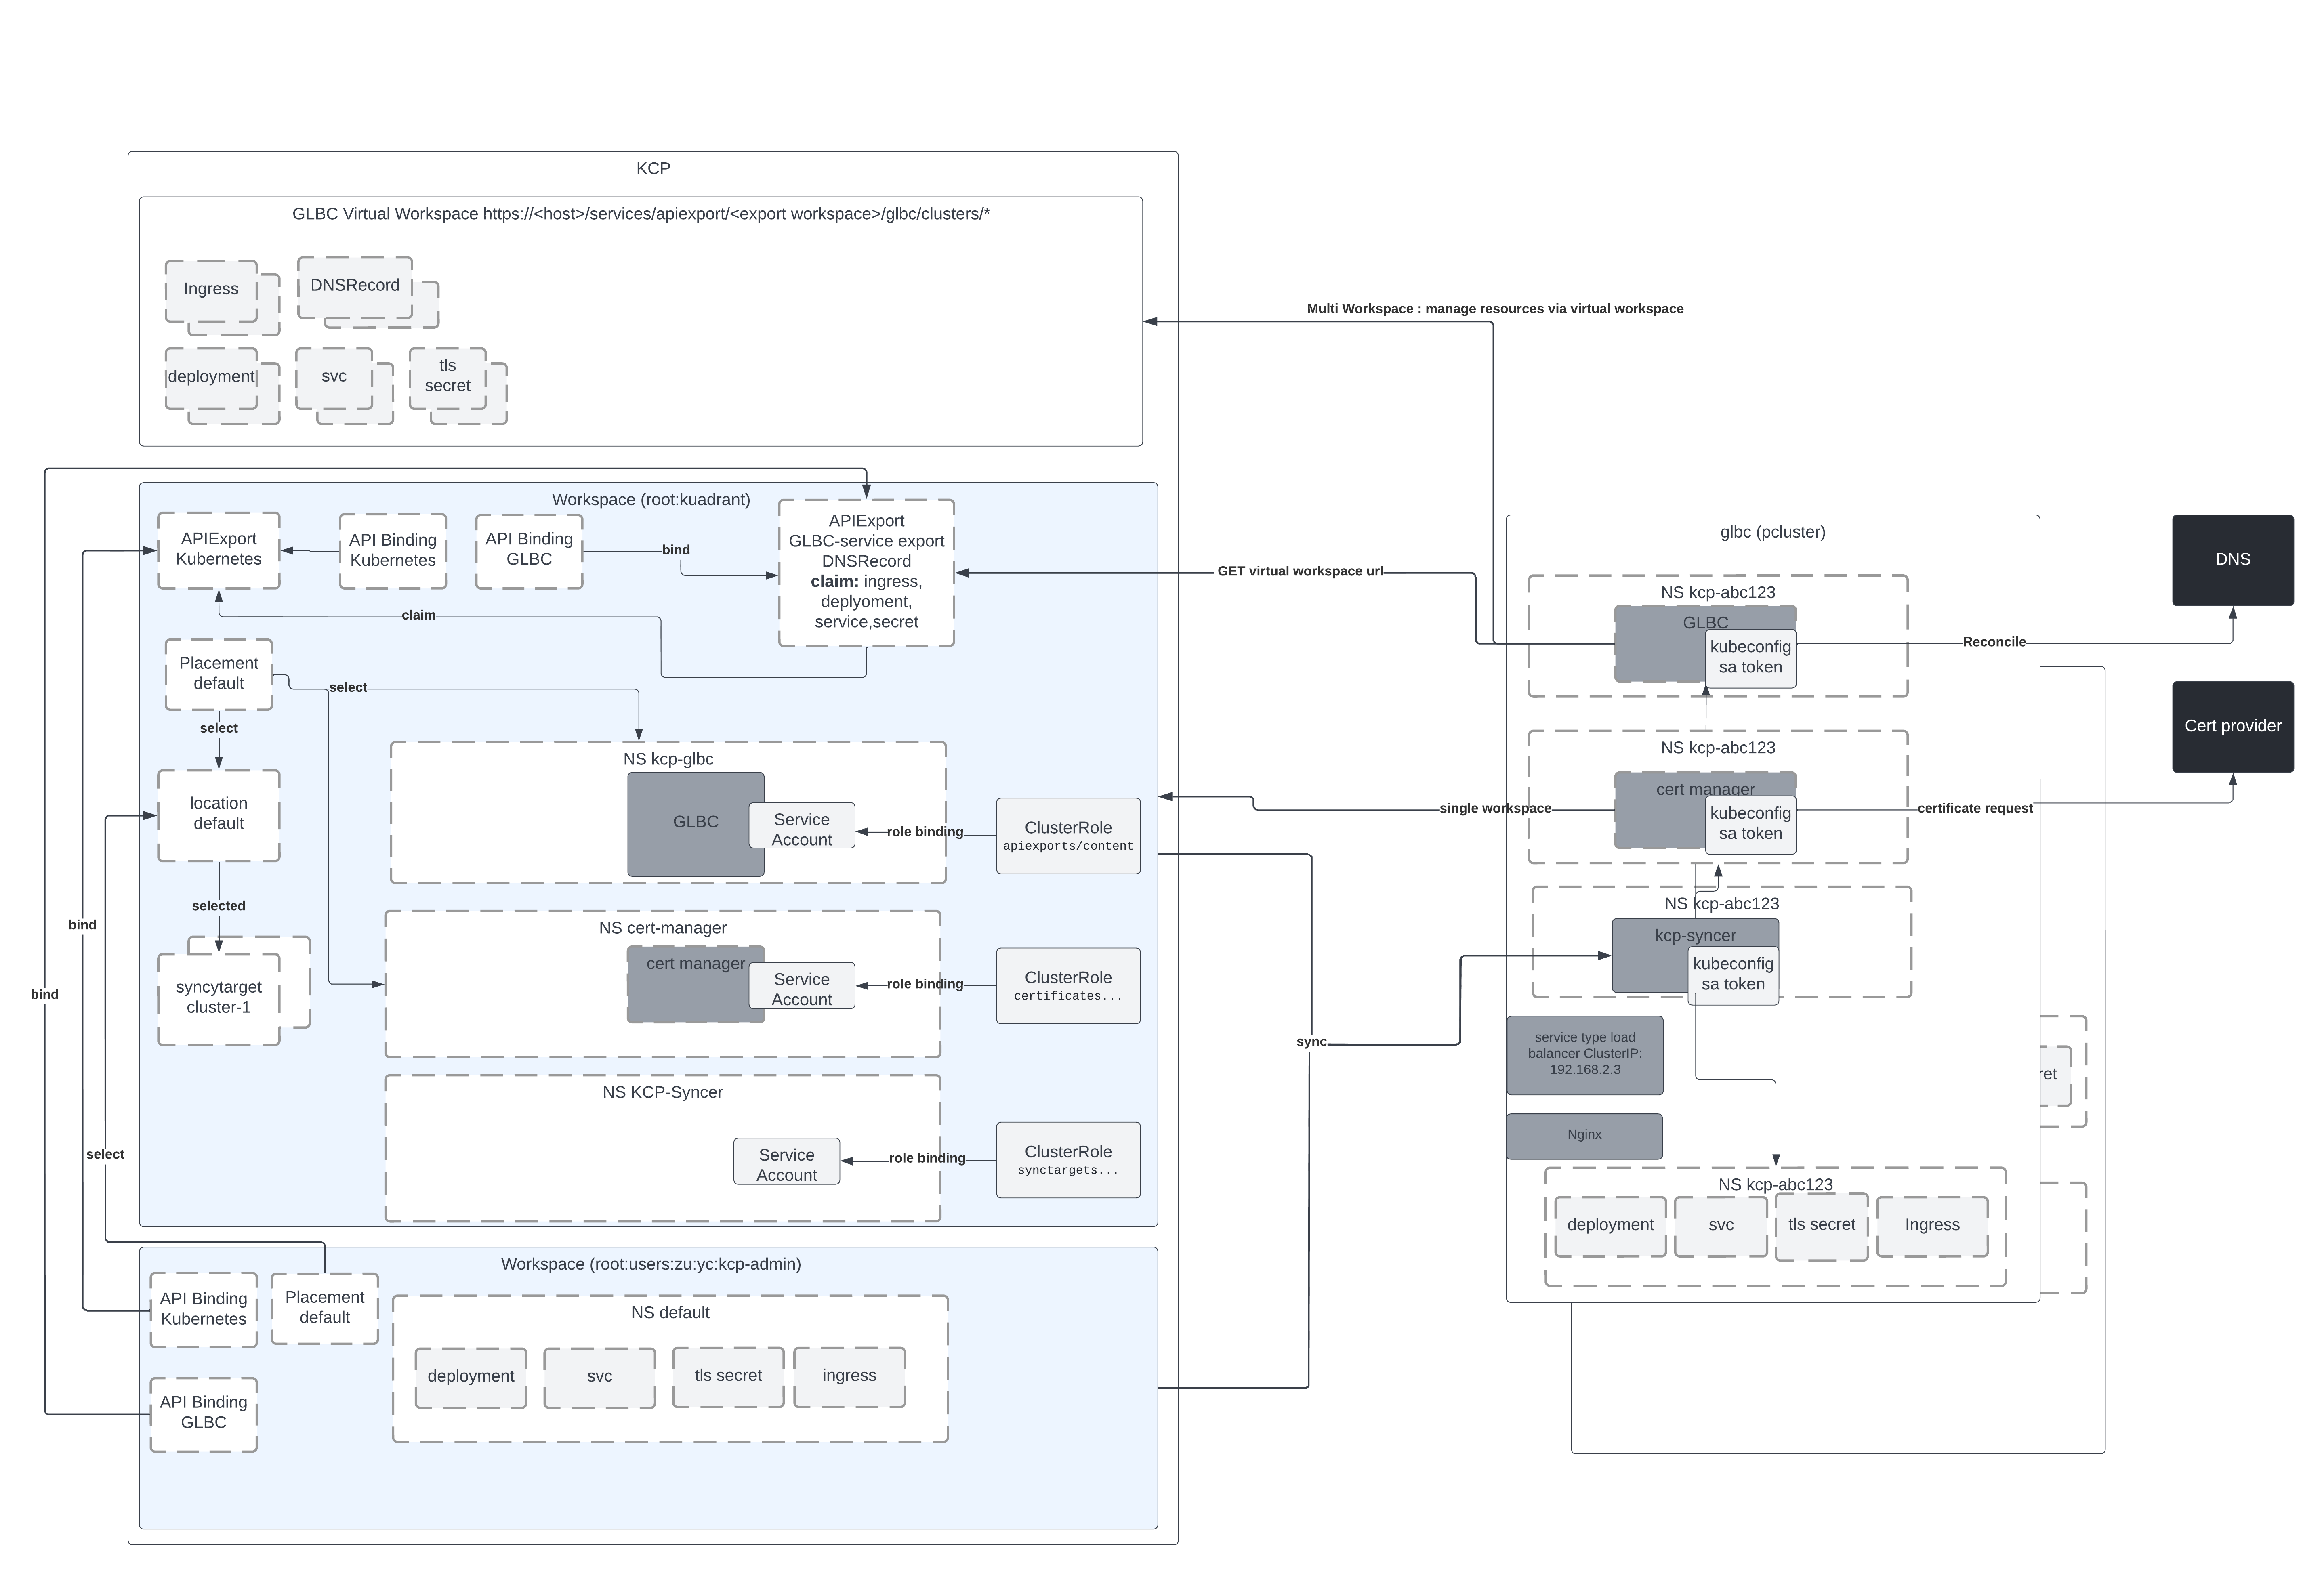 KCP
GLBC Virtual Workspace https://<host>/services/apiexport/<export workspace>/glbc/clusters/*
Ingress
DNSRecord
deployment
svc
tls
secret
Multi Workspace : manage resources via virtual workspace
Workspace (root:kuadrant)
APIExport
Kubernetes
API Binding
Kubernetes
API Binding
GLBC
bind
APIExport
GLBC-service export
DNSRecord
claim: ingress,
deplyoment,
service,secret
claim
GET virtual workspace url
Placement
default
select
select
location
default
selected
syncytarget
cluster-1
NS kcp-glbc
GLBC
Service
Account
role binding
ClusterRole
apiexports/content
NS cert-manager
cert manager
Service
Account
role binding
ClusterRole
certificates...
NS KCP-Syncer
Service
Account
role binding
ClusterRole
synctargets...
bind
bind
select
Workspace (root:users:zu:yc:kcp-admin)
API Binding
Kubernetes
Placement
default
API Binding
GLBC
NS default
deployment
svc
tls secret
ingress
single workspace
sync
glbc (pcluster)
NS kcp-abc123
GLBC
kubeconfig
sa token
Reconcile
DNS
NS kcp-abc123
cert manager
kubeconfig
sa token
certificate request
Cert provider
NS kcp-abc123
kcp-syncer
kubeconfig
sa token
service type load
balancer ClusterIP:
192.168.2.3
Nginx
NS kcp-abc123
deployment
svc
tls secret
Ingress